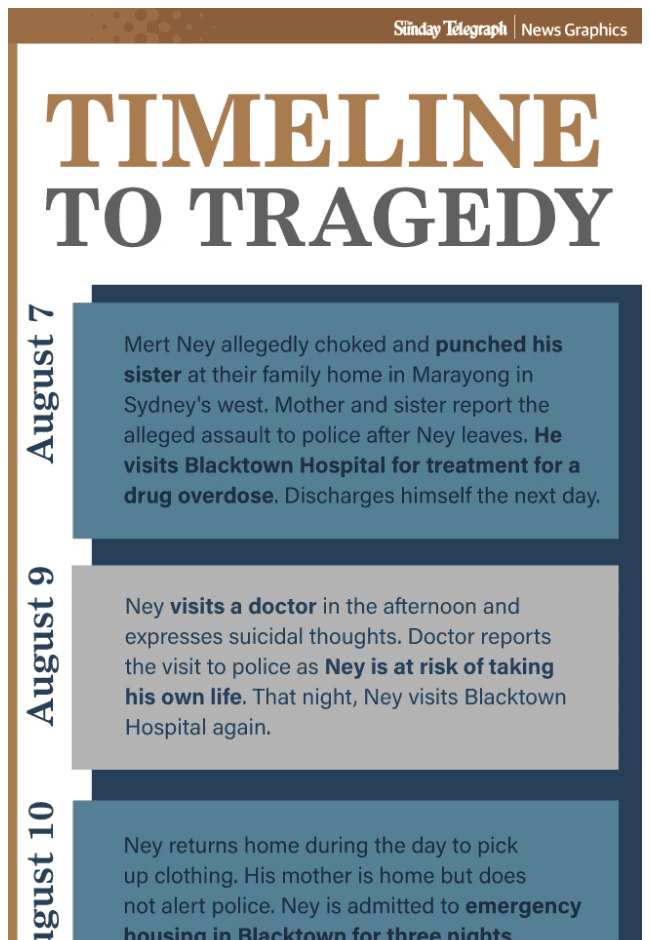 The Sunday Telegraph News Graphics
TIMELINE
TO TRAGEDY
August 7
Mert Ney allegedly choked and punched his
sister at their family home in Marayong in
Sydney's west. Mother and sister report the
alleged assault to police after Ney leaves. He
visits Blacktown Hospital for treatment for a
drug overdose. Discharges himself the next day.
August 9
Ney visits a doctor in the afternoon and
expresses suicidal thoughts. Doctor reports
the visit to police as Ney is at risk of taking
his own life. That night, Ney visits Blacktown
Hospital again.
ugust 10
Ney returns home during the day to pick
up clothing. His mother is home but does
not alert police. Ney is admitted to emergency
housing in Blacktown for three nights